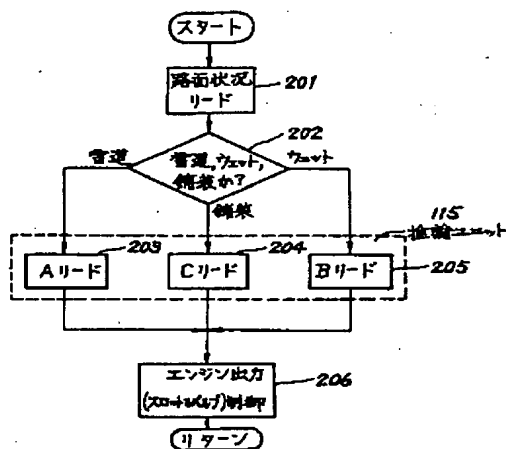 スタート
路面状況
リード
201
202
雪道
雪道,ウェット,
舗装か?
ウェット
舗装
115
推論ユニット
203
204
Aリード
Cリード
Bリード
205
エンジン出力
(スロットルバルブ)制御
206
リターン